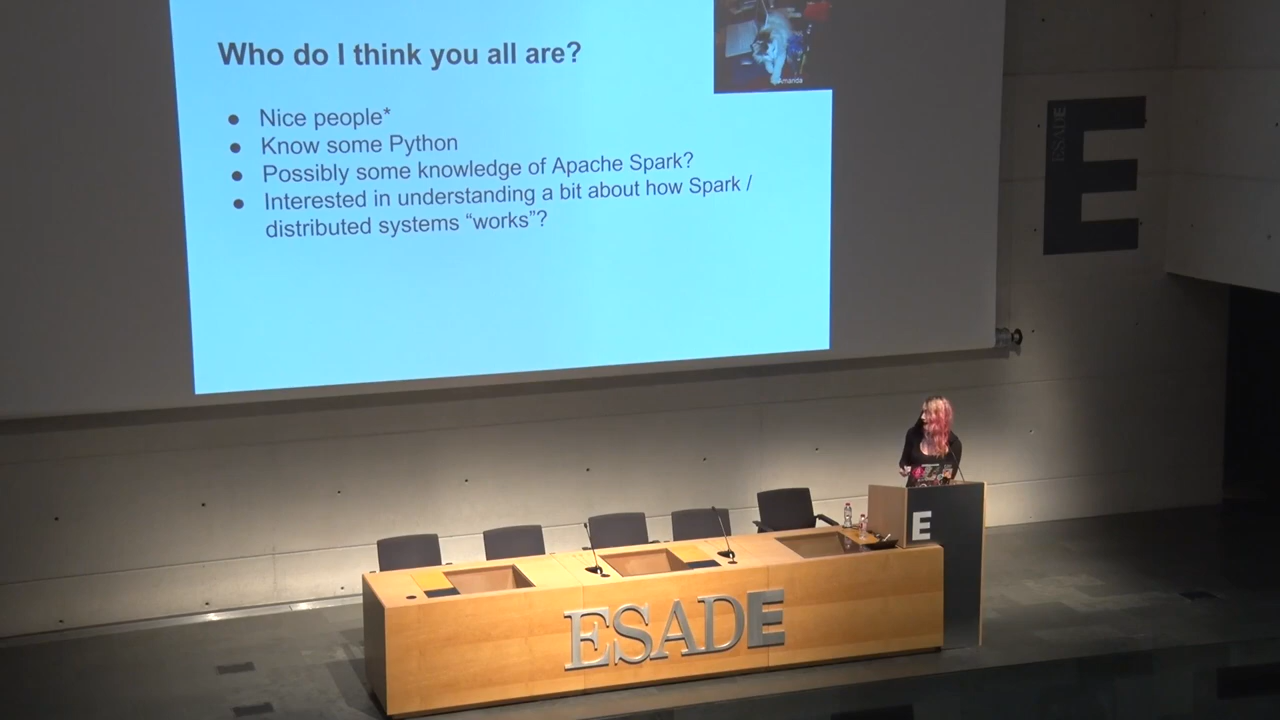 Who do I think you all are?
Amanda
● Nice people*
● Know some Python
● Possibly some knowledge of Apache Spark?
● Interested in understanding a bit about how Spark /
distributed systems “works”?
ESADE
E
E
ESADE